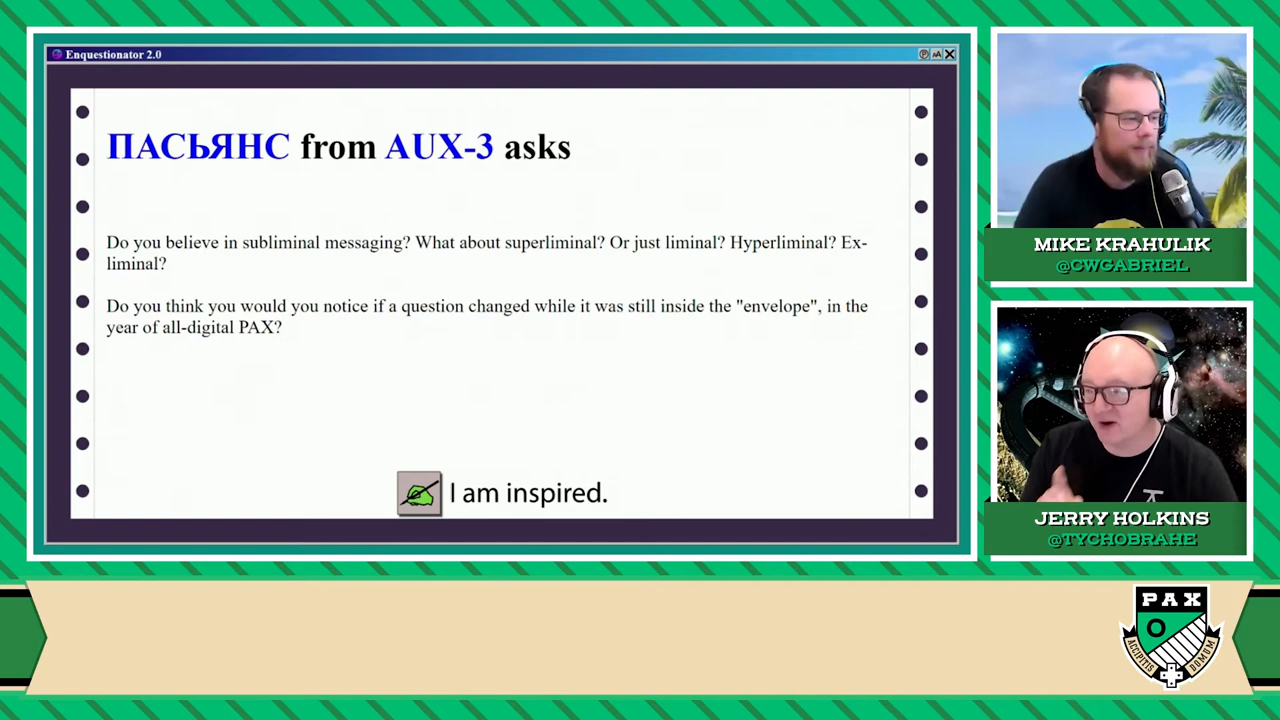 Enquestionator 2.0
ПАСЬЯНС from AUX-3 asks
Do you believe in subliminal messaging? What about superliminal? Or just liminal? Hyperliminal? Ex-
liminal?
Do you think you would you notice if a question changed while it was still inside the "envelope", in the
year of all-digital PAX?
I am inspired.
MIKE KRAHULIK
@CWGABRIEL
JERRY HOLKINS
@TYCHOBRAHE
PAX
ACCIPITIS
DOMUM